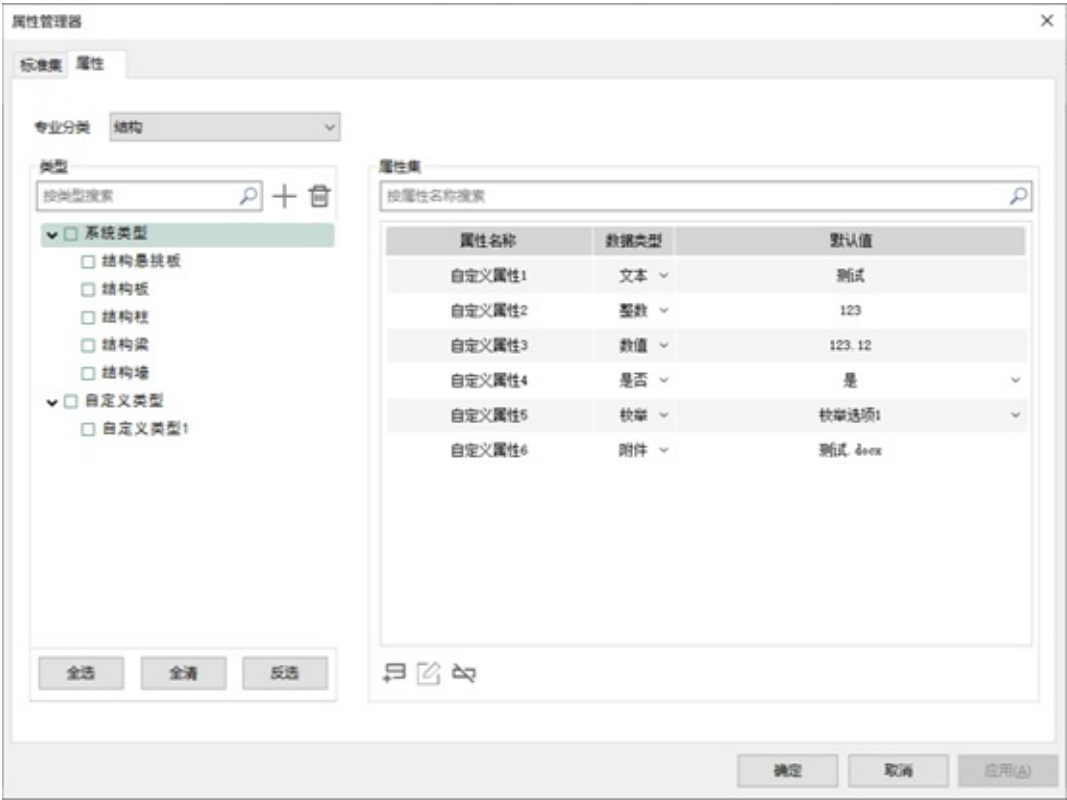 属性管理器
标准集 属性
专业分类 结构
类型
按类型搜索
系统类型
结构悬挑板
结构板
结构柱
结构梁
结构墙
自定义类型
自定义类型1
全选 全清 反选
属性集
按属性名称搜索
属性名称 数据类型 默认值
自定义属性1 文本 测试
自定义属性2 整数 123
自定义属性3 数值 123.12
自定义属性4 是否 是
自定义属性5 枚举 枚举选项1
自定义属性6 附件 测试.docx
确定 取消 应用(A)